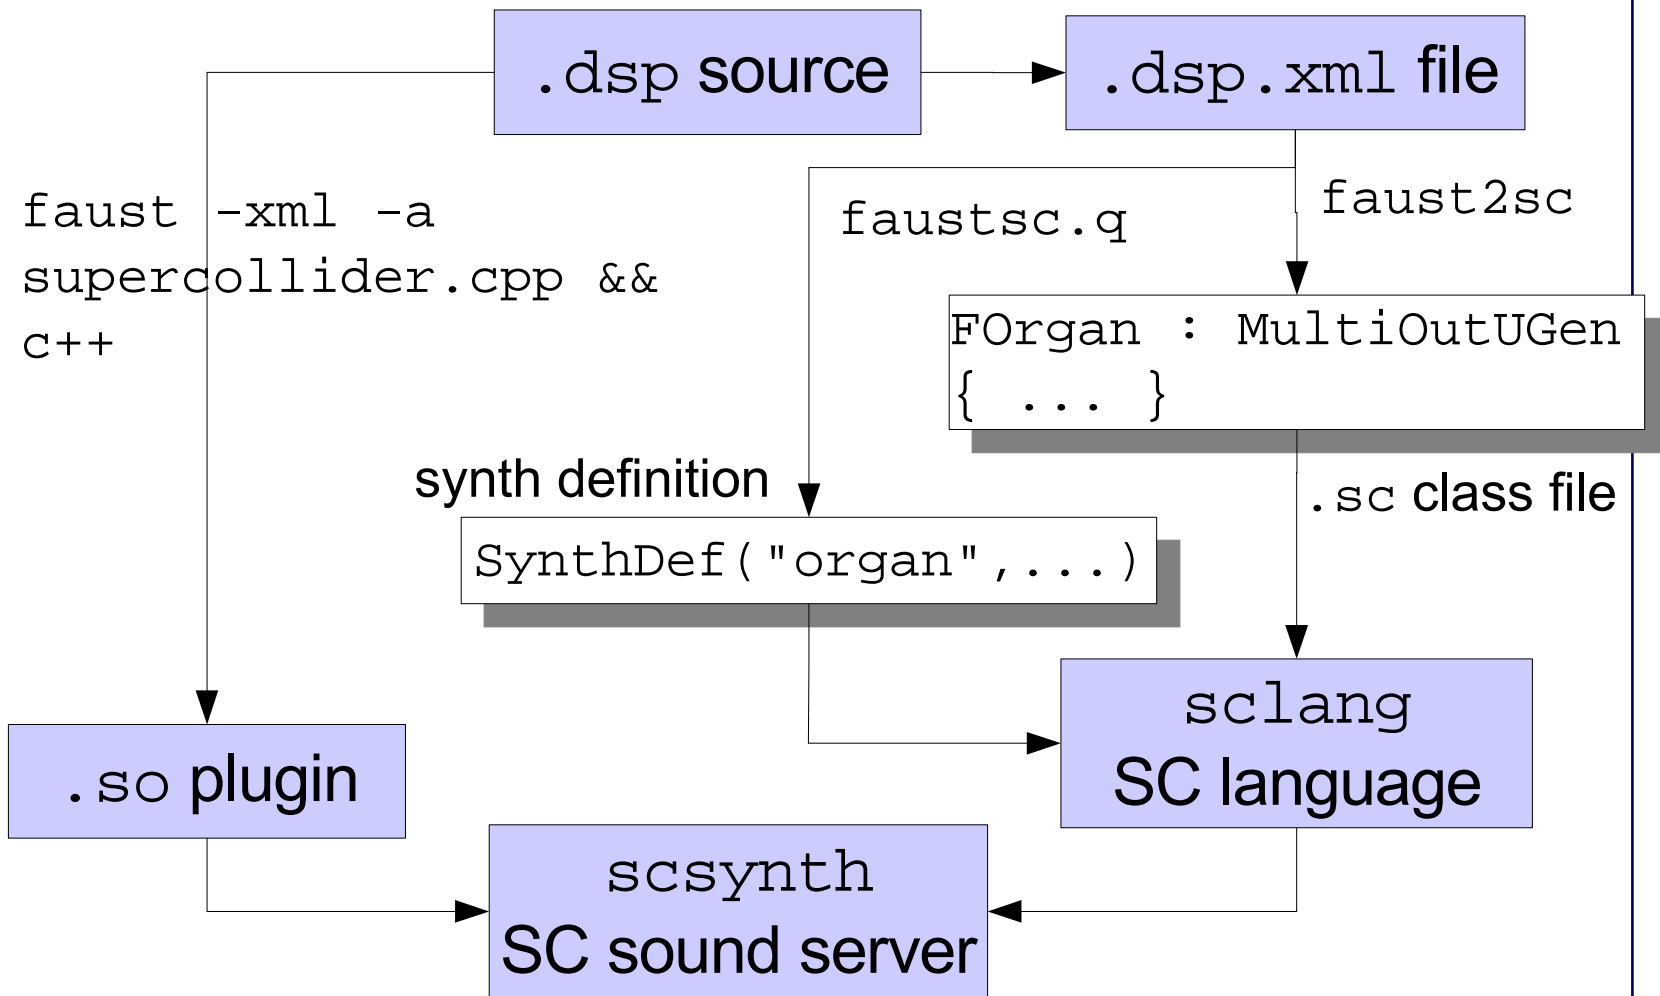 .dsp source
.dsp.xml file
faust -xml -a
supercollider.cpp &&
c++
faustsc.q
faust2sc
FOrgan : MultiOutUGen
{ ... }
synth definition
.sc class file
SynthDef("organ",...)
sclang
SC language
.so plugin
scsynth
SC sound server